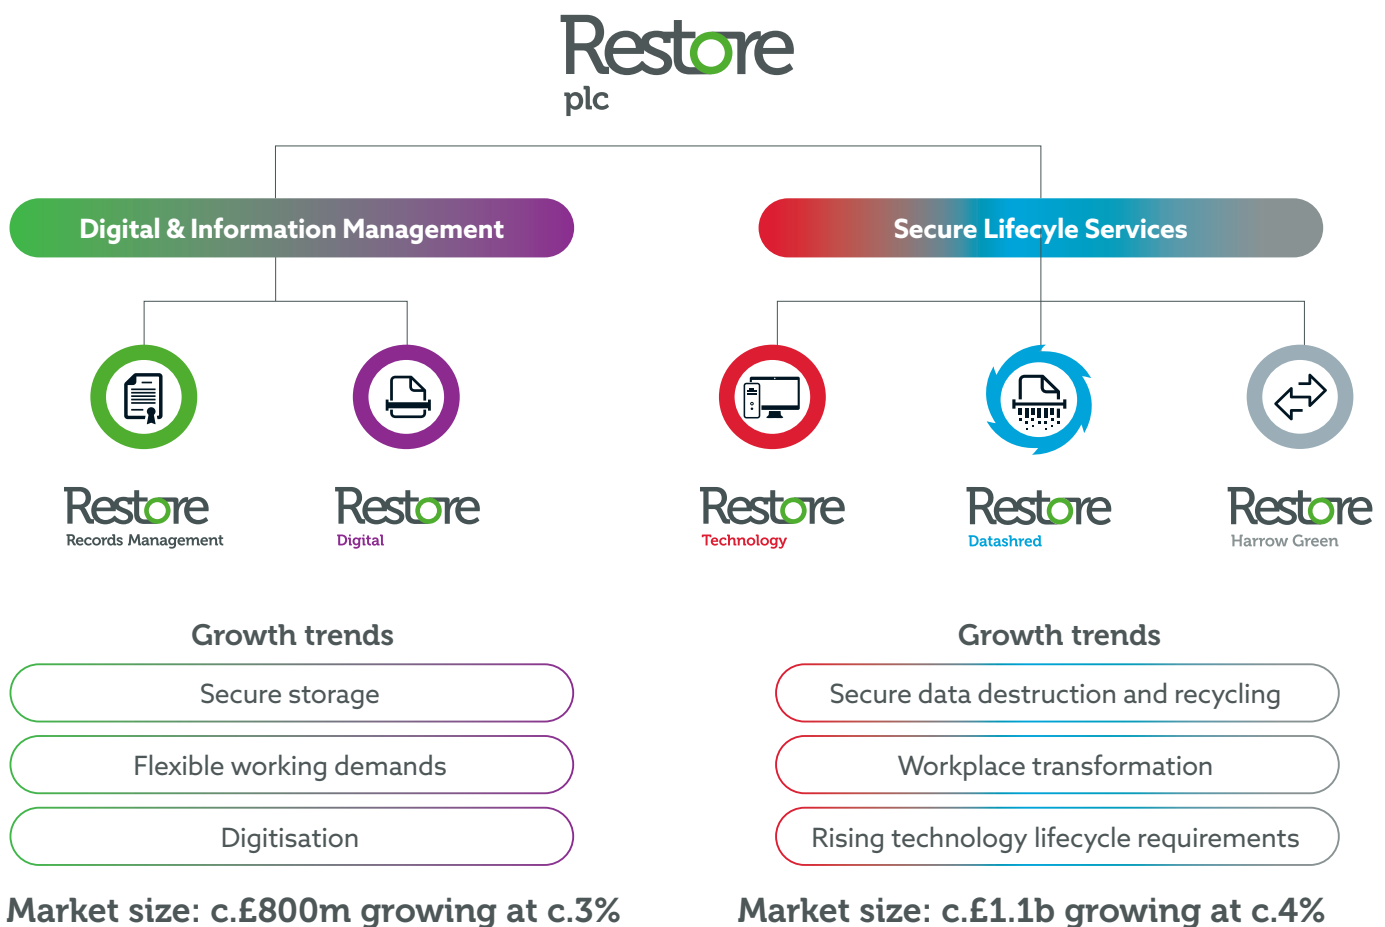 Restore
plc
Digital & Information Management
Secure Lifecyle Services
Restore
Records Management
Restore
Digital
Restore
Technology
Restore
Datashred
Restore
Harrow Green
Growth trends
Secure storage
Flexible working demands
Digitisation
Market size: c.£800m growing at c.3%
Growth trends
Secure data destruction and recycling
Workplace transformation
Rising technology lifecycle requirements
Market size: c.£1.1b growing at c.4%